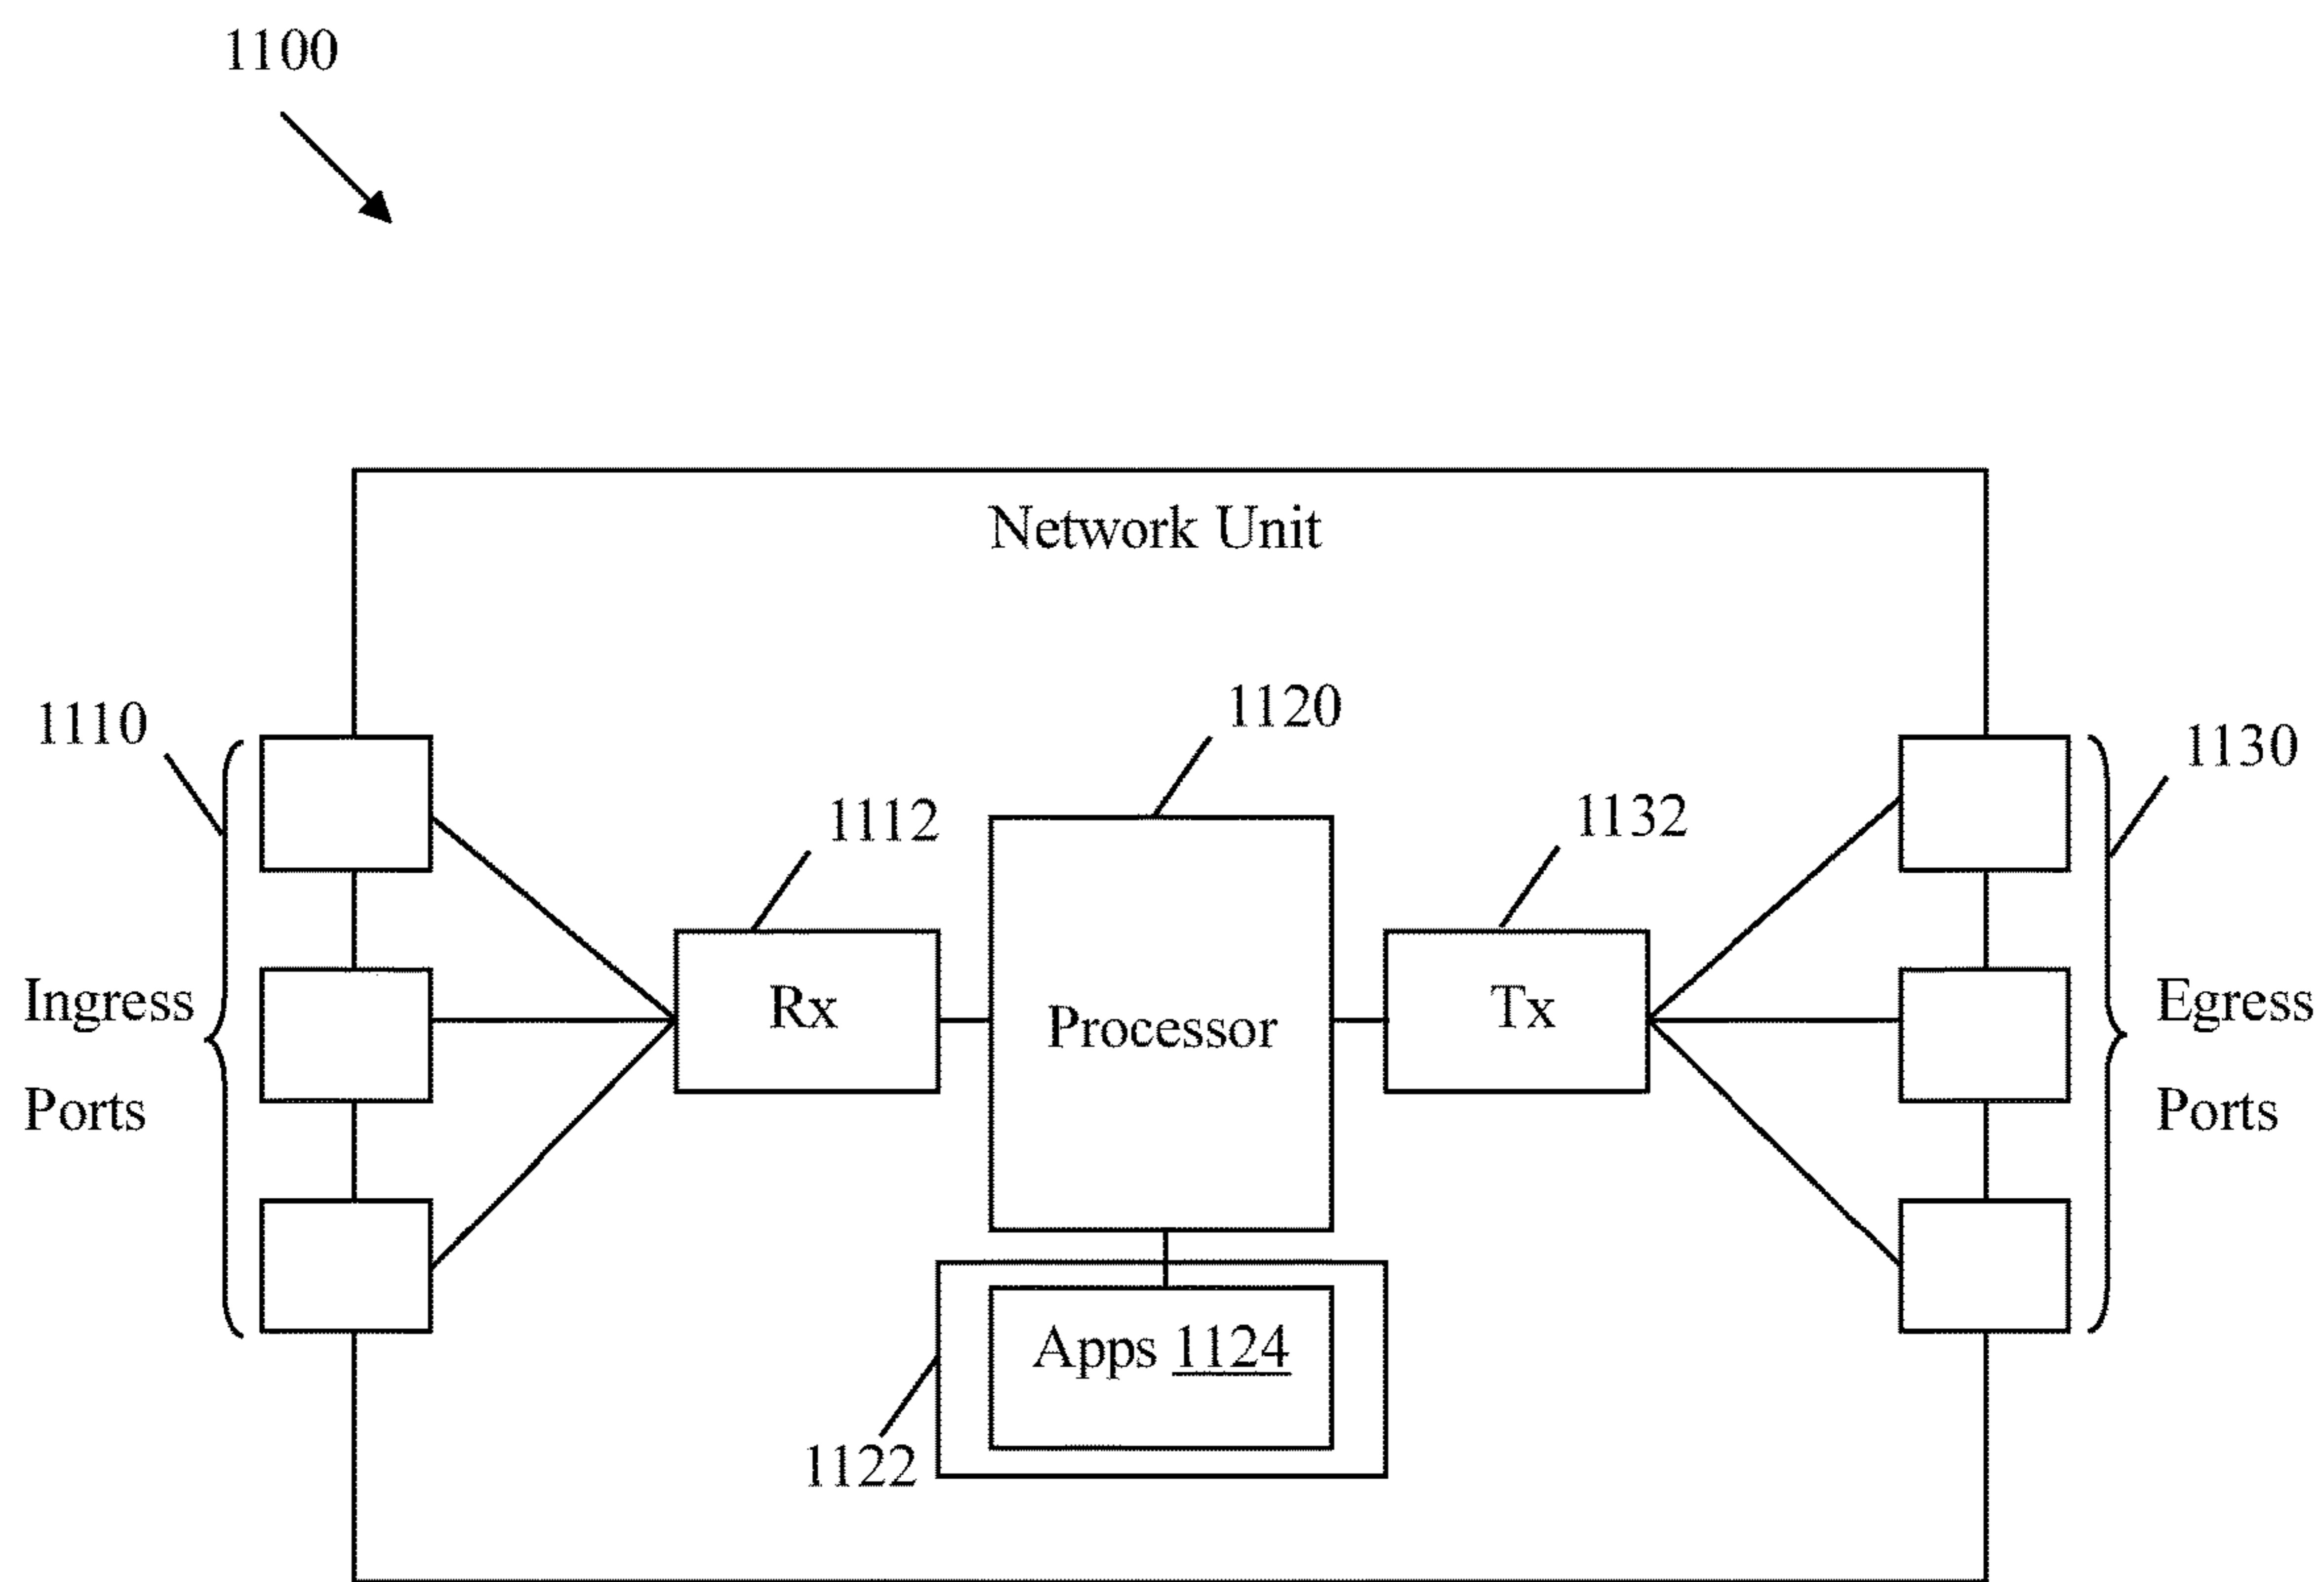 1100
Network Unit
1110
1120
1130
1112
1132
Ingress
Ports
Rx
Processor
Tx
Egress
Ports
Apps 1124
1122